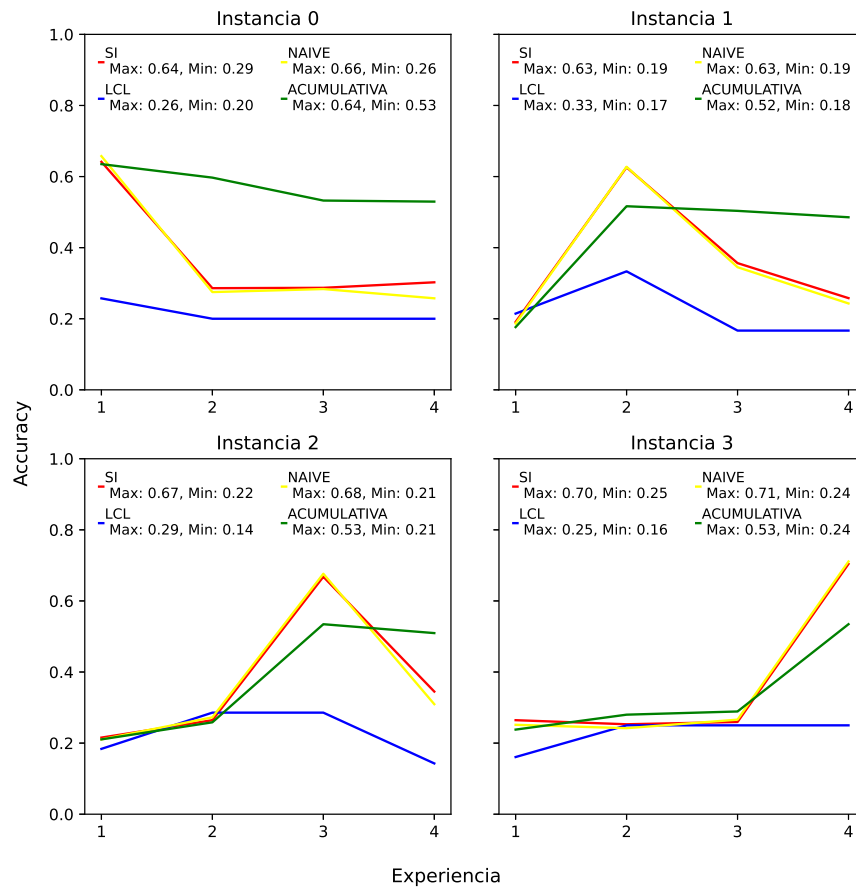 Instancia 0
SI
Max: 0.64, Min: 0.29
NAIVE
Max: 0.66, Min: 0.26
LCL
Max: 0.26, Min: 0.20
ACUMULATIVA
Max: 0.64, Min: 0.53
1.0
0.8
0.6
0.4
0.2
0.0
1 2 3 4
Instancia 1
SI
Max: 0.63, Min: 0.19
NAIVE
Max: 0.63, Min: 0.19
LCL
Max: 0.33, Min: 0.17
ACUMULATIVA
Max: 0.52, Min: 0.18
1 2 3 4
Accuracy
Instancia 2
SI
Max: 0.67, Min: 0.22
NAIVE
Max: 0.68, Min: 0.21
LCL
Max: 0.29, Min: 0.14
ACUMULATIVA
Max: 0.53, Min: 0.21
1.0
0.8
0.6
0.4
0.2
0.0
1 2 3 4
Instancia 3
SI
Max: 0.70, Min: 0.25
NAIVE
Max: 0.71, Min: 0.24
LCL
Max: 0.25, Min: 0.16
ACUMULATIVA
Max: 0.53, Min: 0.24
1 2 3 4
Experiencia